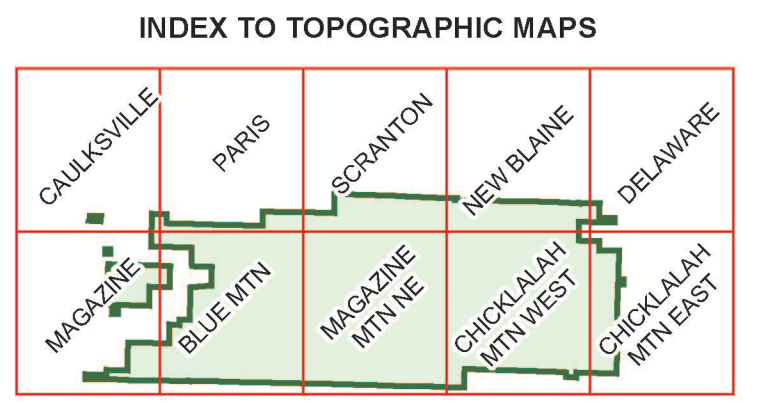 INDEX TO TOPOGRAPHIC MAPS
CAULKSVILLE
PARIS
SCRANTON
NEW BLAINE
DELAWARE
MAGAZINE
BLUE MTN
MAGAZINE
MTN NE
CHICKLALAH
MTN WEST
CHICKLALAH
MTN EAST